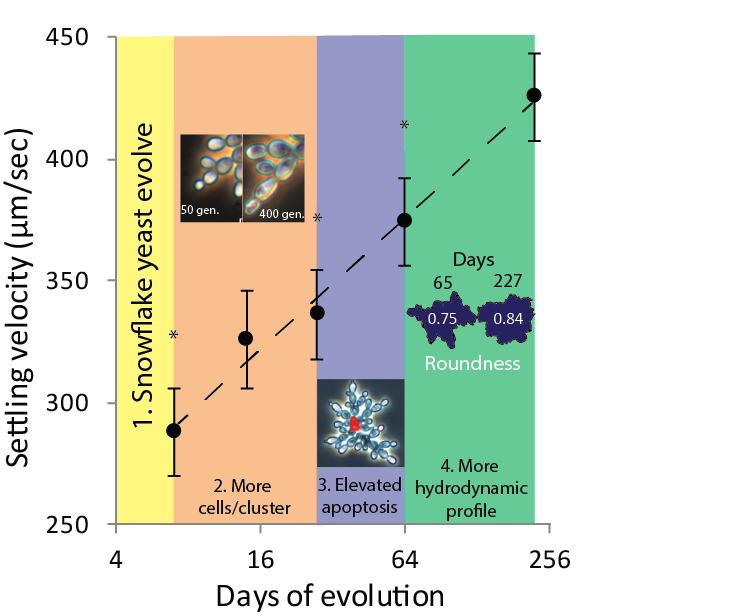 450
400
350
300
250
Settling velocity (µm/sec)
4
16
64
256
Days of evolution
1. Snowflake yeast evolve
*
50 gen.
400 gen.
*
*
2. More
cells/cluster
3. Elevated
apoptosis
Days
65
227
0.75
0.84
Roundness
4. More
hydrodynamic
profile